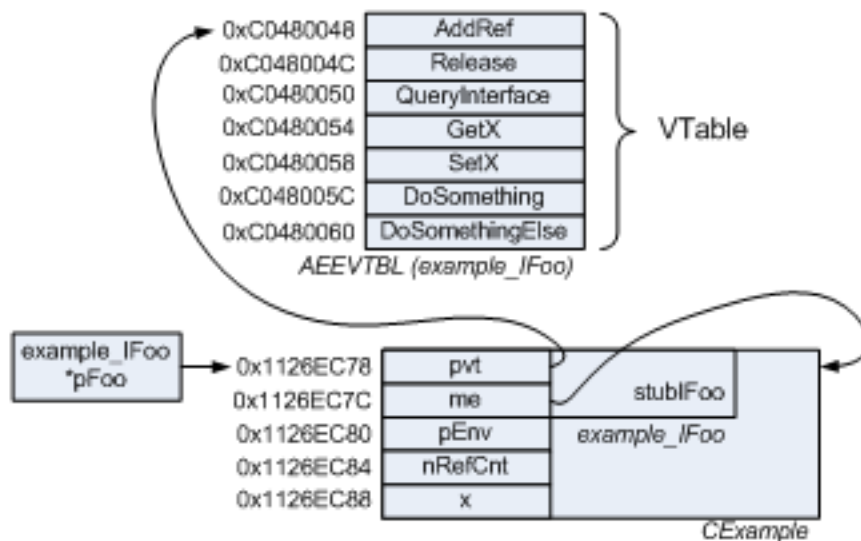 0xC0480048 AddRef
0xC048004C Release
0xC0480050 QueryInterface
0xC0480054 GetX
0xC0480058 SetX
0xC048005C DoSomething
0xC0480060 DoSomethingElse
VTable
AEEVTBL (example_IFoo)
example_IFoo
*pFoo
0x1126EC78 pvt
0x1126EC7C me
0x1126EC80 pEnv
0x1126EC84 nRefCnt
0x1126EC88 x
stubIFoo
example_IFoo
CExample